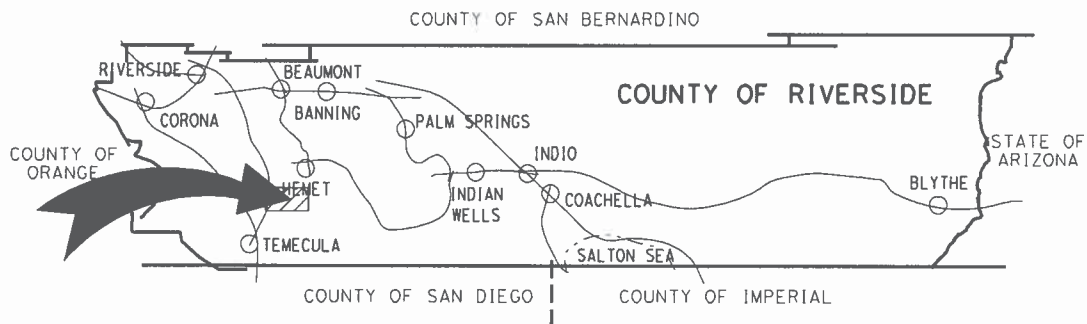 COUNTY OF SAN BERNARDINO
RIVERSIDE
BEAUMONT
COUNTY OF RIVERSIDE
CORONA
BANNING
PALM SPRINGS
COUNTY OF
ORANGE
STATE OF
ARIZONA
INDIO
HEMET
INDIAN
WELLS
COACHELLA
BLYTHE
TEMECULA
SALTON SEA
COUNTY OF SAN DIEGO
COUNTY OF IMPERIAL